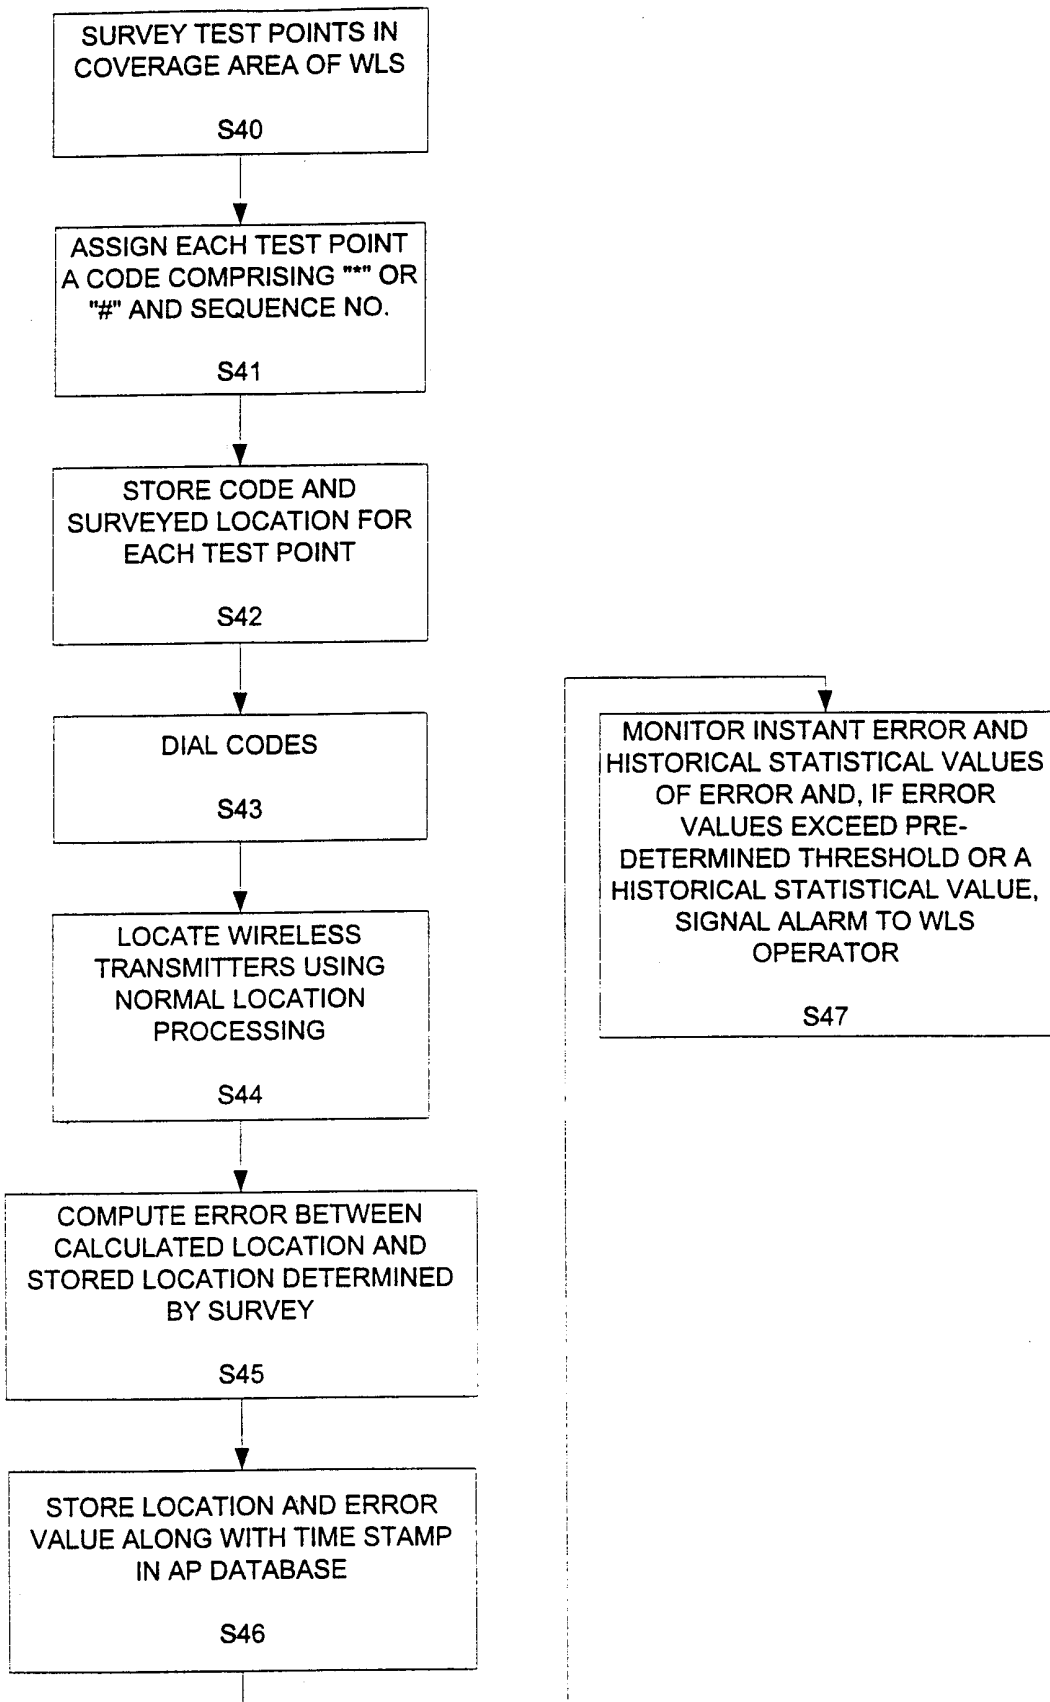 SURVEY TEST POINTS IN
COVERAGE AREA OF WLS
S40
ASSIGN EACH TEST POINT
A CODE COMPRISING "*" OR
"#" AND SEQUENCE NO.
S41
STORE CODE AND
SURVEYED LOCATION FOR
EACH TEST POINT
S42
DIAL CODES
S43
LOCATE WIRELESS
TRANSMITTERS USING
NORMAL LOCATION
PROCESSING
S44
COMPUTE ERROR BETWEEN
CALCULATED LOCATION AND
STORED LOCATION DETERMINED
BY SURVEY
S45
STORE LOCATION AND ERROR
VALUE ALONG WITH TIME STAMP
IN AP DATABASE
S46
MONITOR INSTANT ERROR AND
HISTORICAL STATISTICAL VALUES
OF ERROR AND, IF ERROR
VALUES EXCEED PRE-
DETERMINED THRESHOLD OR A
HISTORICAL STATISTICAL VALUE,
SIGNAL ALARM TO WLS
OPERATOR
S47